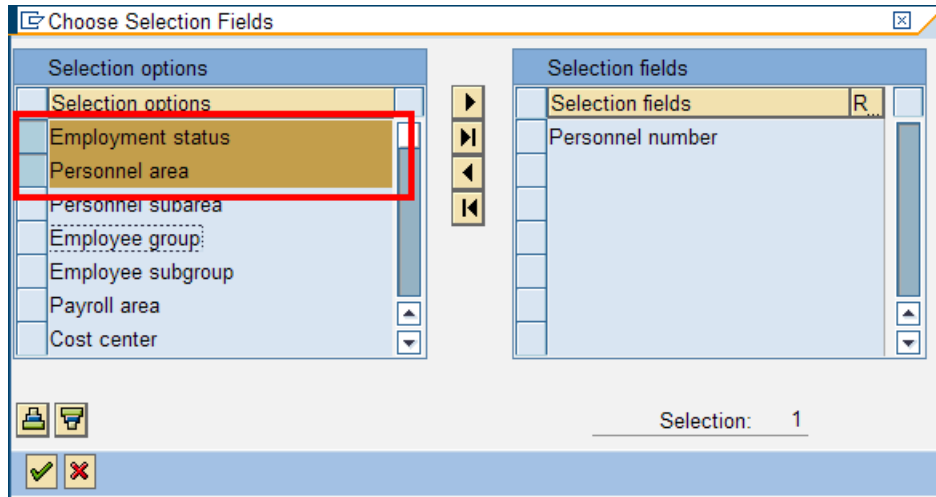 Choose Selection Fields
Selection options
Selection options
Employment status
Personnel area
Personnel subarea
Employee group
Employee subgroup
Payroll area
Cost center
Selection fields
Selection fields R...
Personnel number
Selection: 1